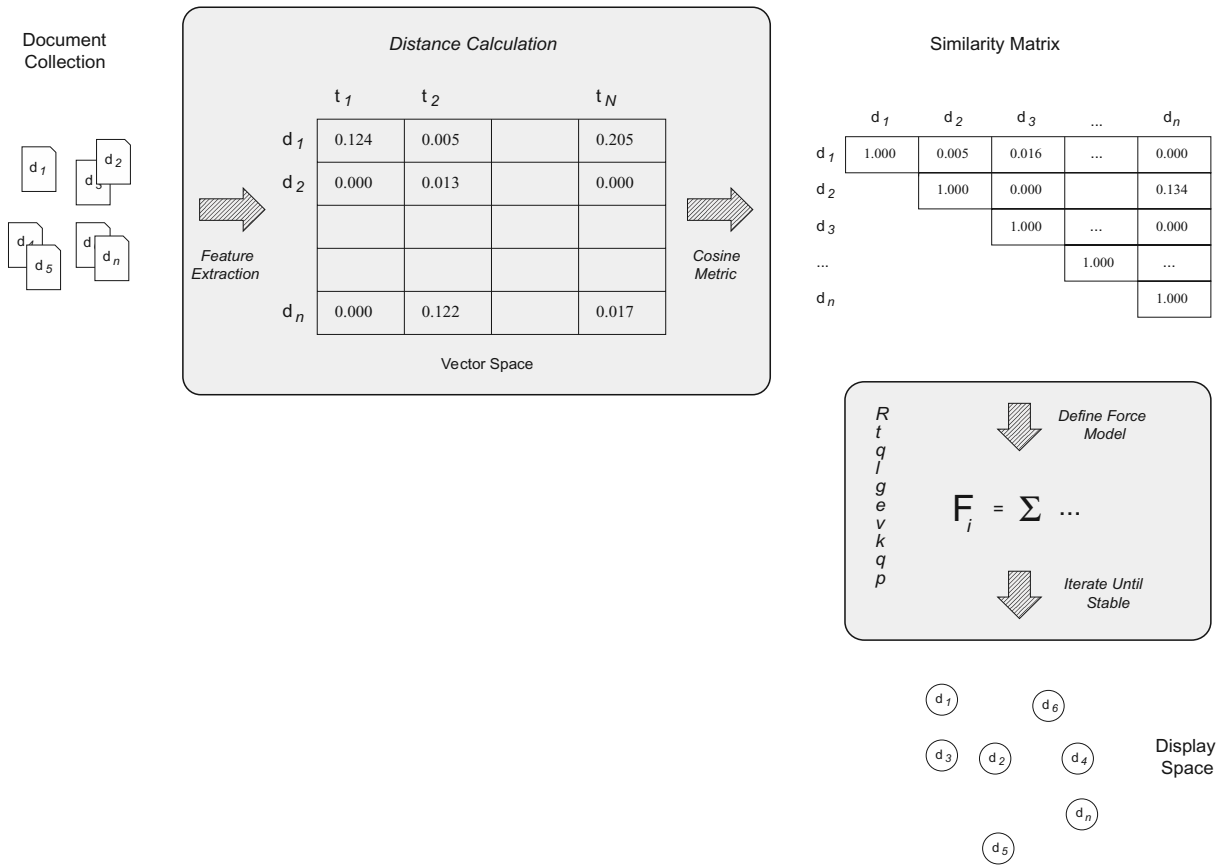 Document
Collection
d1
d2
d3
d4
d5
d
dn
Distance Calculation
t1 t2 tN
d1 0.124 0.005 0.205
d2 0.000 0.013 0.000
dn 0.000 0.122 0.017
Vector Space
Feature
Extraction
Cosine
Metric
Similarity Matrix
d1 d2 d3 ... dn
d1 1.000 0.005 0.016 ... 0.000
d2 1.000 0.000 0.134
d3 1.000 ... 0.000
... 1.000 ...
dn 1.000
R
t
q
l
g
e
v
k
q
p
Define Force
Model
Fi = Σ ...
Iterate Until
Stable
d1
d6
d3
d2
d4
dn
d5
Display
Space